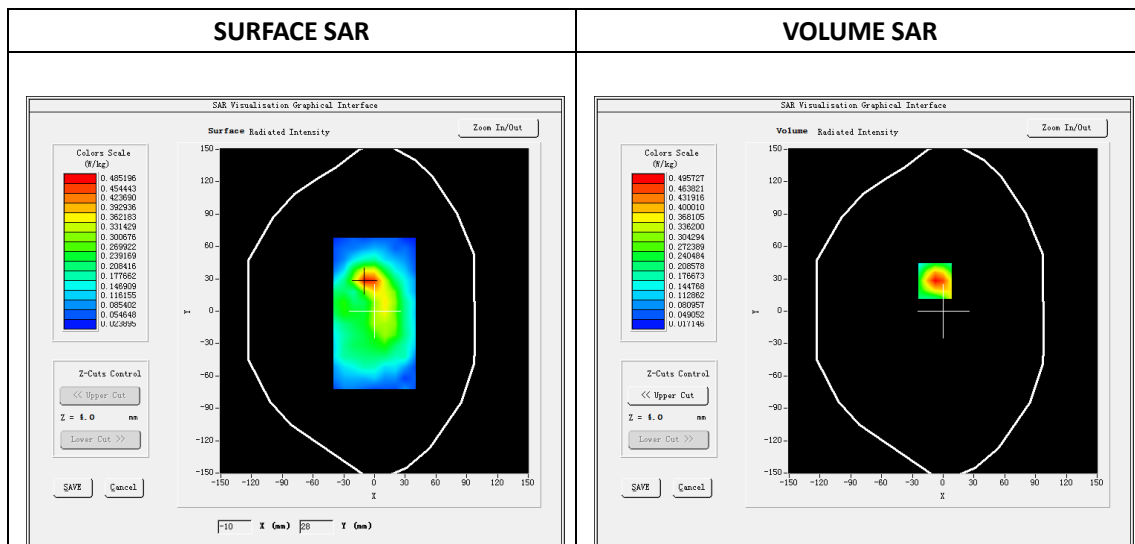 SURFACE SAR
VOLUME SAR
SAR Visualisation Graphical Interface
Surface Radiated Intensity
Zoom In/Out
Colors Scale
(W/kg)
0.485196
0.454443
0.423690
0.392936
0.362183
0.331429
0.300676
0.269922
0.239169
0.208416
0.177662
0.146909
0.116155
0.085402
0.054648
0.023895
150
120
90
60
30
0
-30
-60
-90
-120
-150
Y
-150 -120 -90 -60 -30 0 30 60 90 120 150
X
Z-Cuts Control
<< Upper Cut
Z = 4.0 mm
Lower Cut >>
SAVE Cancel
-10 X (mm) 28 Y (mm)
SAR Visualisation Graphical Interface
Volume Radiated Intensity
Zoom In/Out
Colors Scale
(W/kg)
0.495727
0.463821
0.431916
0.400010
0.368105
0.336200
0.304294
0.272389
0.240484
0.208578
0.176673
0.144768
0.112862
0.080957
0.049052
0.017146
150
120
90
60
30
0
-30
-60
-90
-120
-150
Y
-150 -120 -90 -60 -30 0 30 60 90 120 150
X
Z-Cuts Control
<< Upper Cut
Z = 4.0 mm
Lower Cut >>
SAVE Cancel